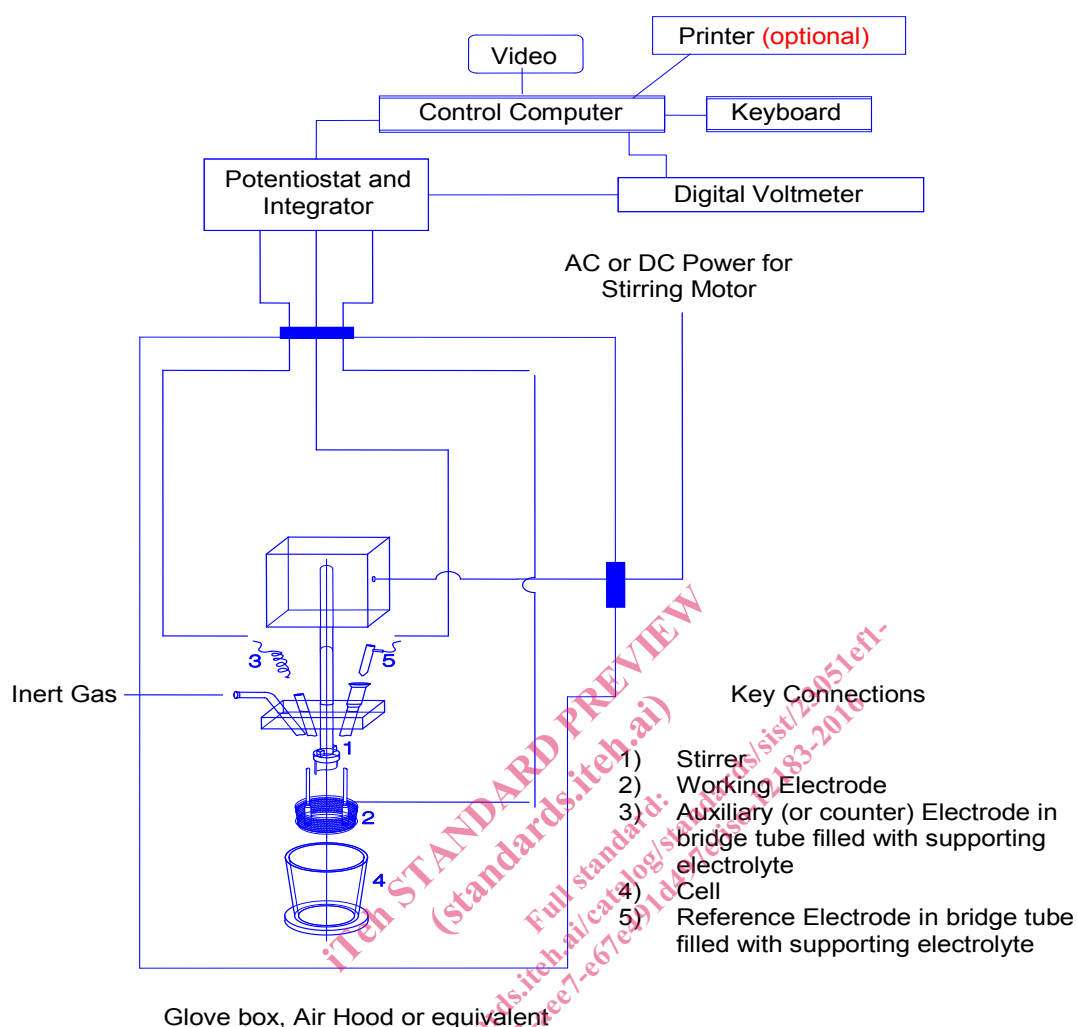 Printer (optional)
Video
Control Computer
Keyboard
Potentiostat and
Integrator
Digital Voltmeter
AC or DC Power for
Stirring Motor
3
5
Inert Gas
1
2
4
Key Connections
1) Stirrer
2) Working Electrode
3) Auxiliary (or counter) Electrode in
bridge tube filled with supporting
electrolyte
4) Cell
5) Reference Electrode in bridge tube
filled with supporting electrolyte
Glove box, Air Hood or equivalent
iTeh STANDARD PREVIEW
(standards.iteh.ai)
Full standard: